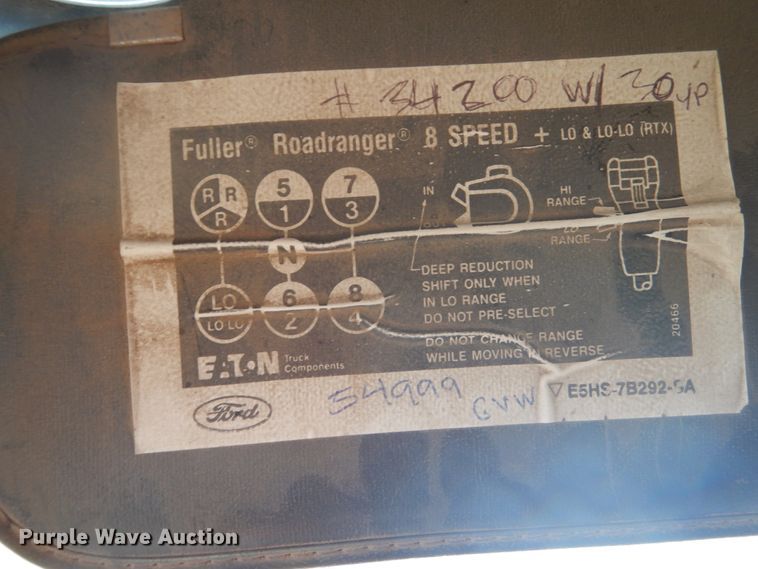 # 34200 W/ 30 YP
Fuller® Roadranger® 8 SPEED + LO & LO-LO (RTX)
R R R
5
1
7
3
N
LO
LO LO
6
2
8
4
IN
HI
RANGE
LO
RANGE
DEEP REDUCTION
SHIFT ONLY WHEN
IN LO RANGE
DO NOT PRE-SELECT
DO NOT CHANGE RANGE
WHILE MOVING IN REVERSE
20466
EATON Truck
Components
Ford
54999 GVW
▽ E5HS-7B292-SA
Purple Wave Auction